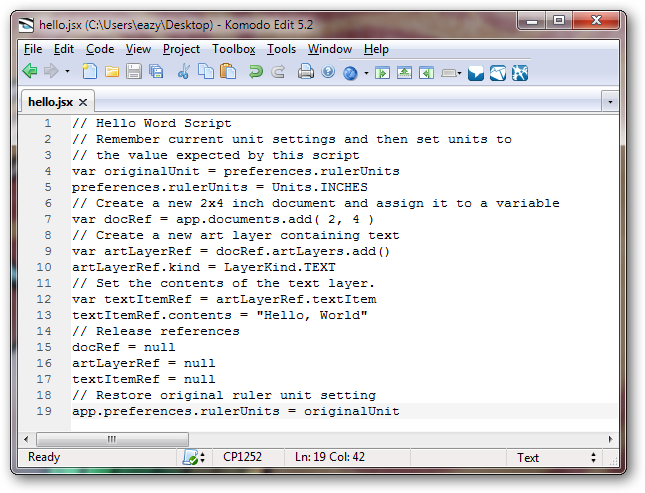 hello.jsx (C:\Users\eazy\Desktop) - Komodo Edit 5.2
File Edit Code View Project Toolbox Tools Window Help
hello.jsx
1 // Hello Word Script
2 // Remember current unit settings and then set units to
3 // the value expected by this script
4 var originalUnit = preferences.rulerUnits
5 preferences.rulerUnits = Units.INCHES
6 // Create a new 2x4 inch document and assign it to a variable
7 var docRef = app.documents.add( 2, 4 )
8 // Create a new art layer containing text
9 var artLayerRef = docRef.artLayers.add()
10 artLayerRef.kind = LayerKind.TEXT
11 // Set the contents of the text layer.
12 var textItemRef = artLayerRef.textItem
13 textItemRef.contents = "Hello, World"
14 // Release references
15 docRef = null
16 artLayerRef = null
17 textItemRef = null
18 // Restore original ruler unit setting
19 app.preferences.rulerUnits = originalUnit
Ready CP1252 Ln: 19 Col: 42 Text